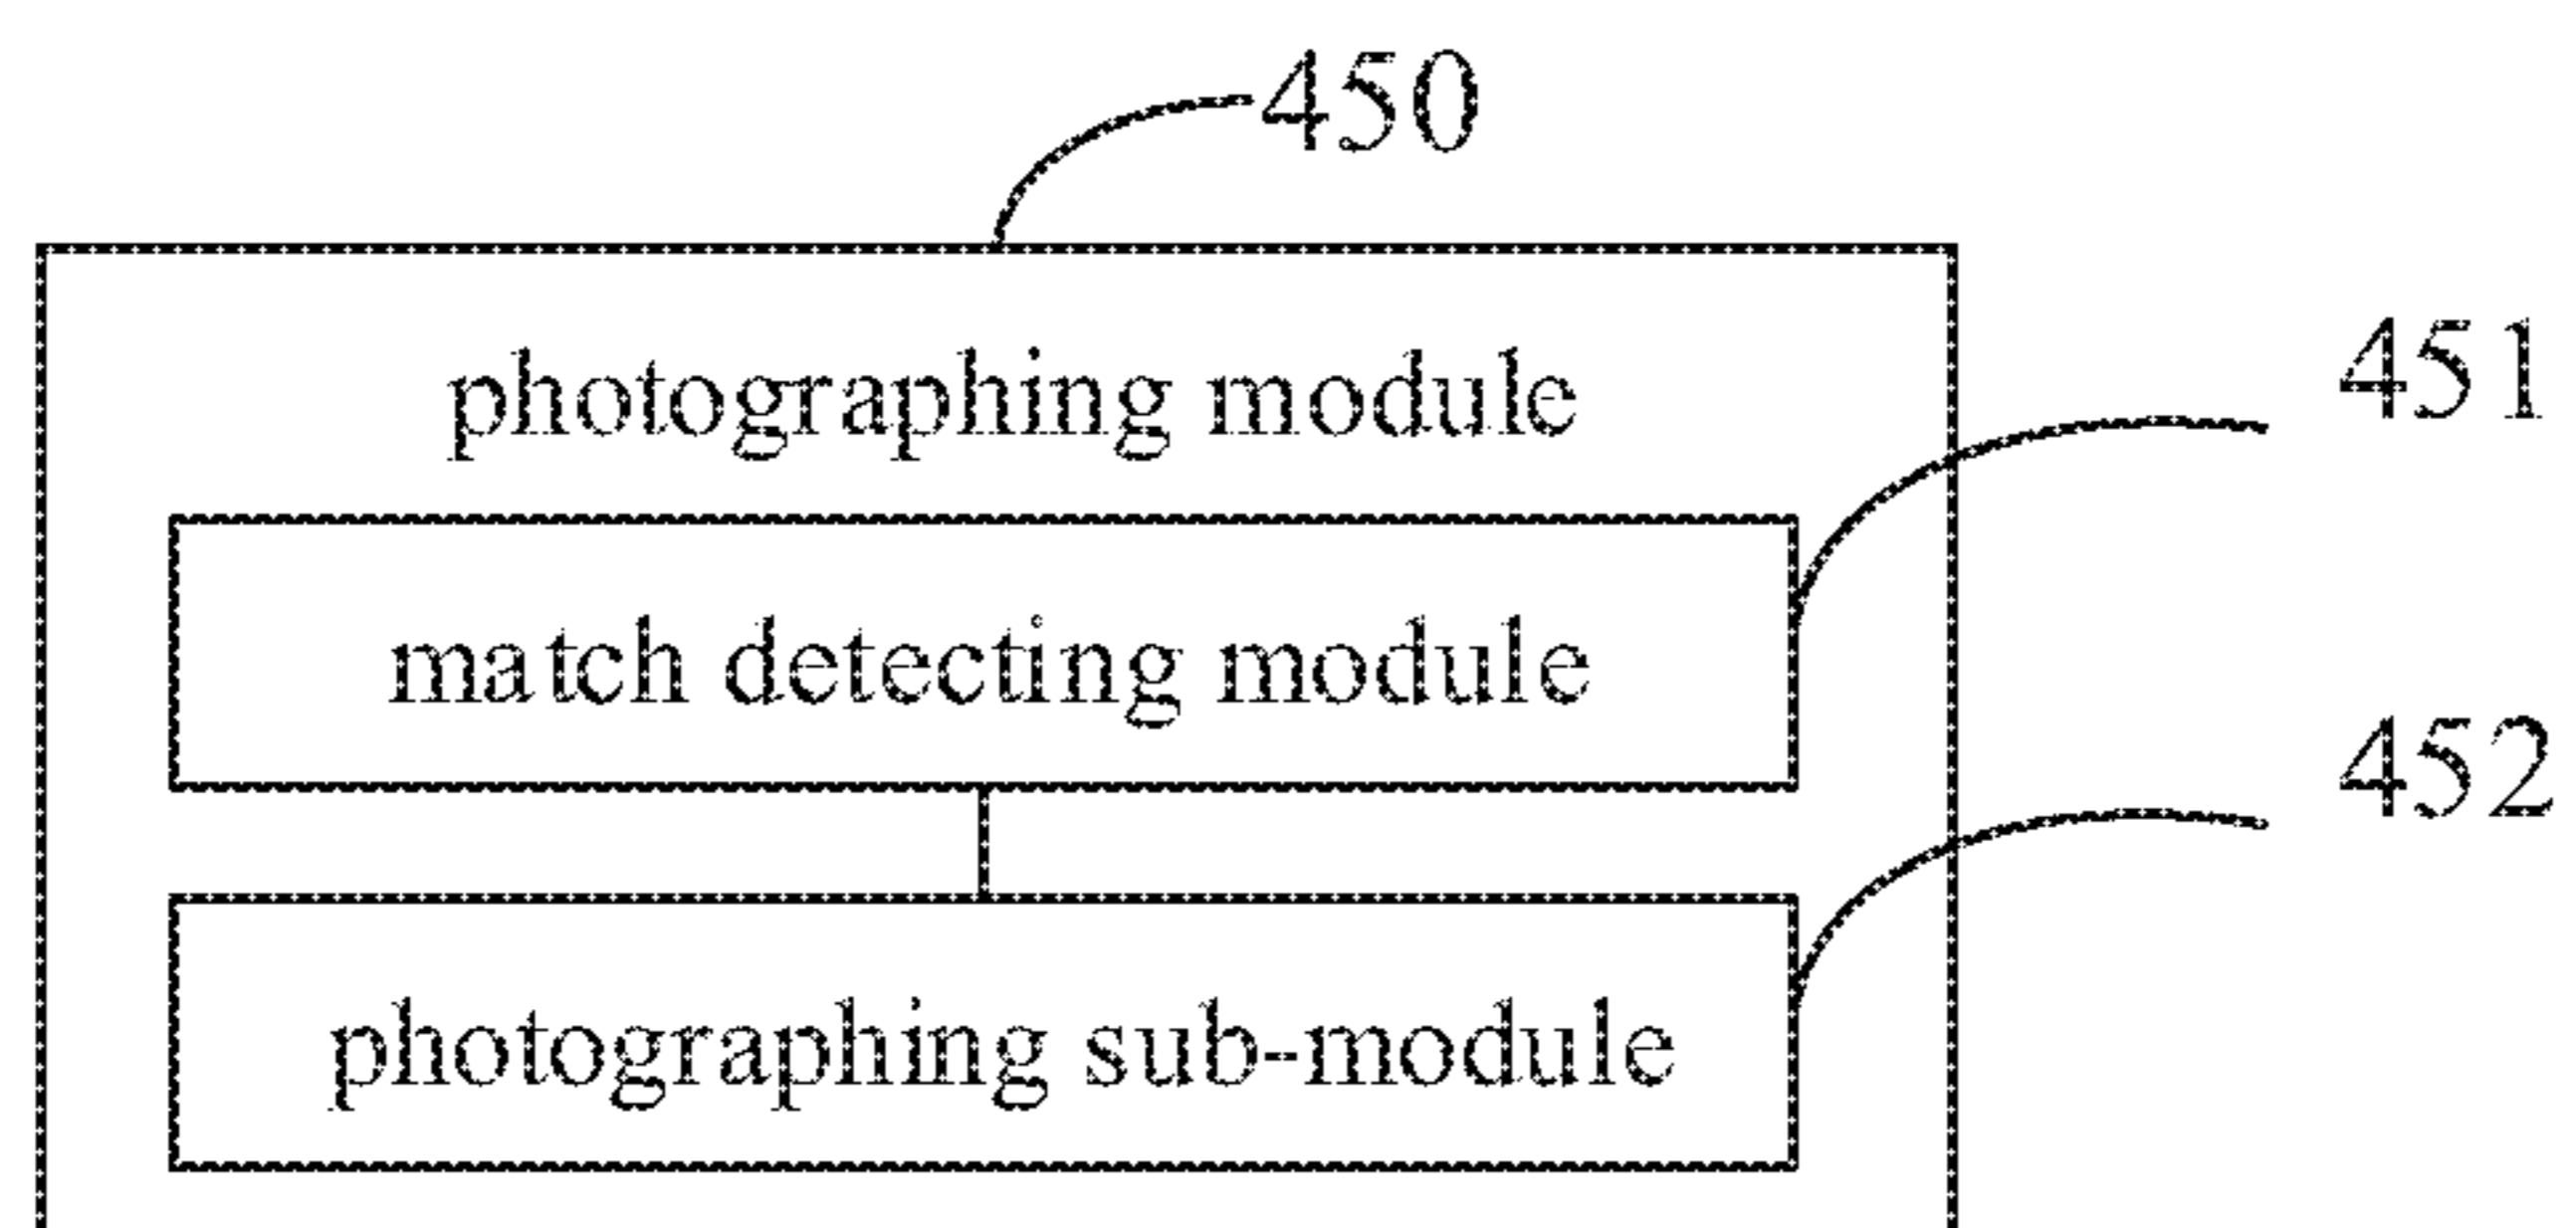 450
photographing module
451
match detecting module
452
photographing sub-module